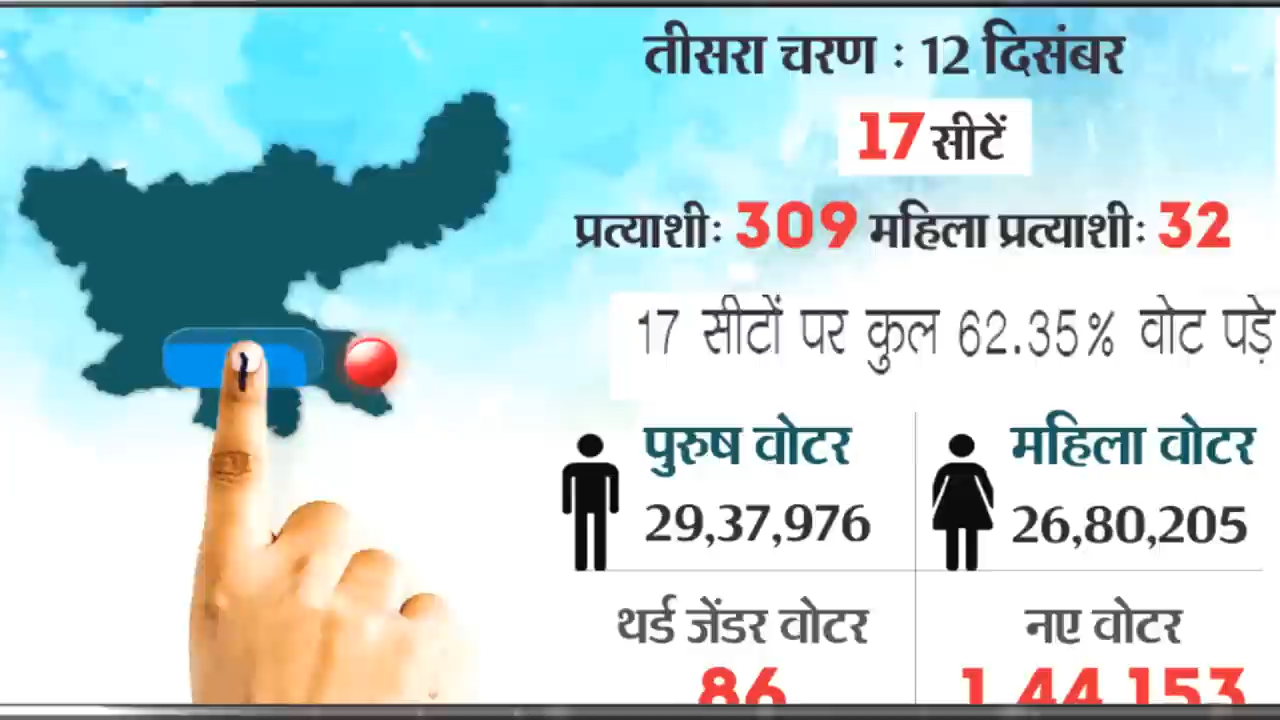 तीसरा चरण : 12 दिसंबर
17 सीटें
प्रत्याशीः 309 महिला प्रत्याशीः 32
17 सीटों पर कुल 62.35% वोट पड़े
पुरुष वोटर
29,37,976
महिला वोटर
26,80,205
थर्ड जेंडर वोटर
86
नए वोटर
1,44,153